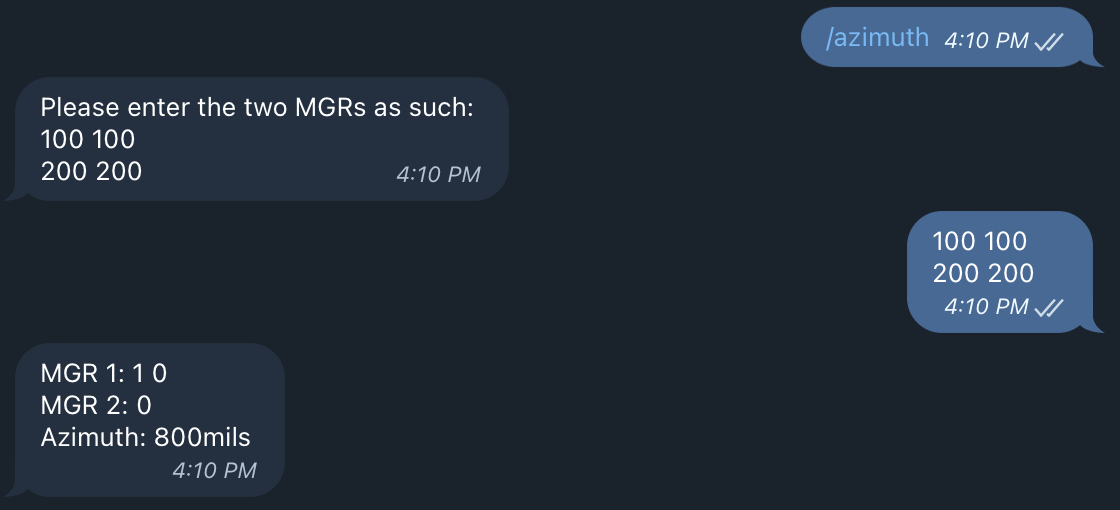 /azimuth 4:10 PM
Please enter the two MGRs as such:
100 100
200 200
4:10 PM
100 100
200 200
4:10 PM
MGR 1: 1 0
MGR 2: 0
Azimuth: 800mils
4:10 PM